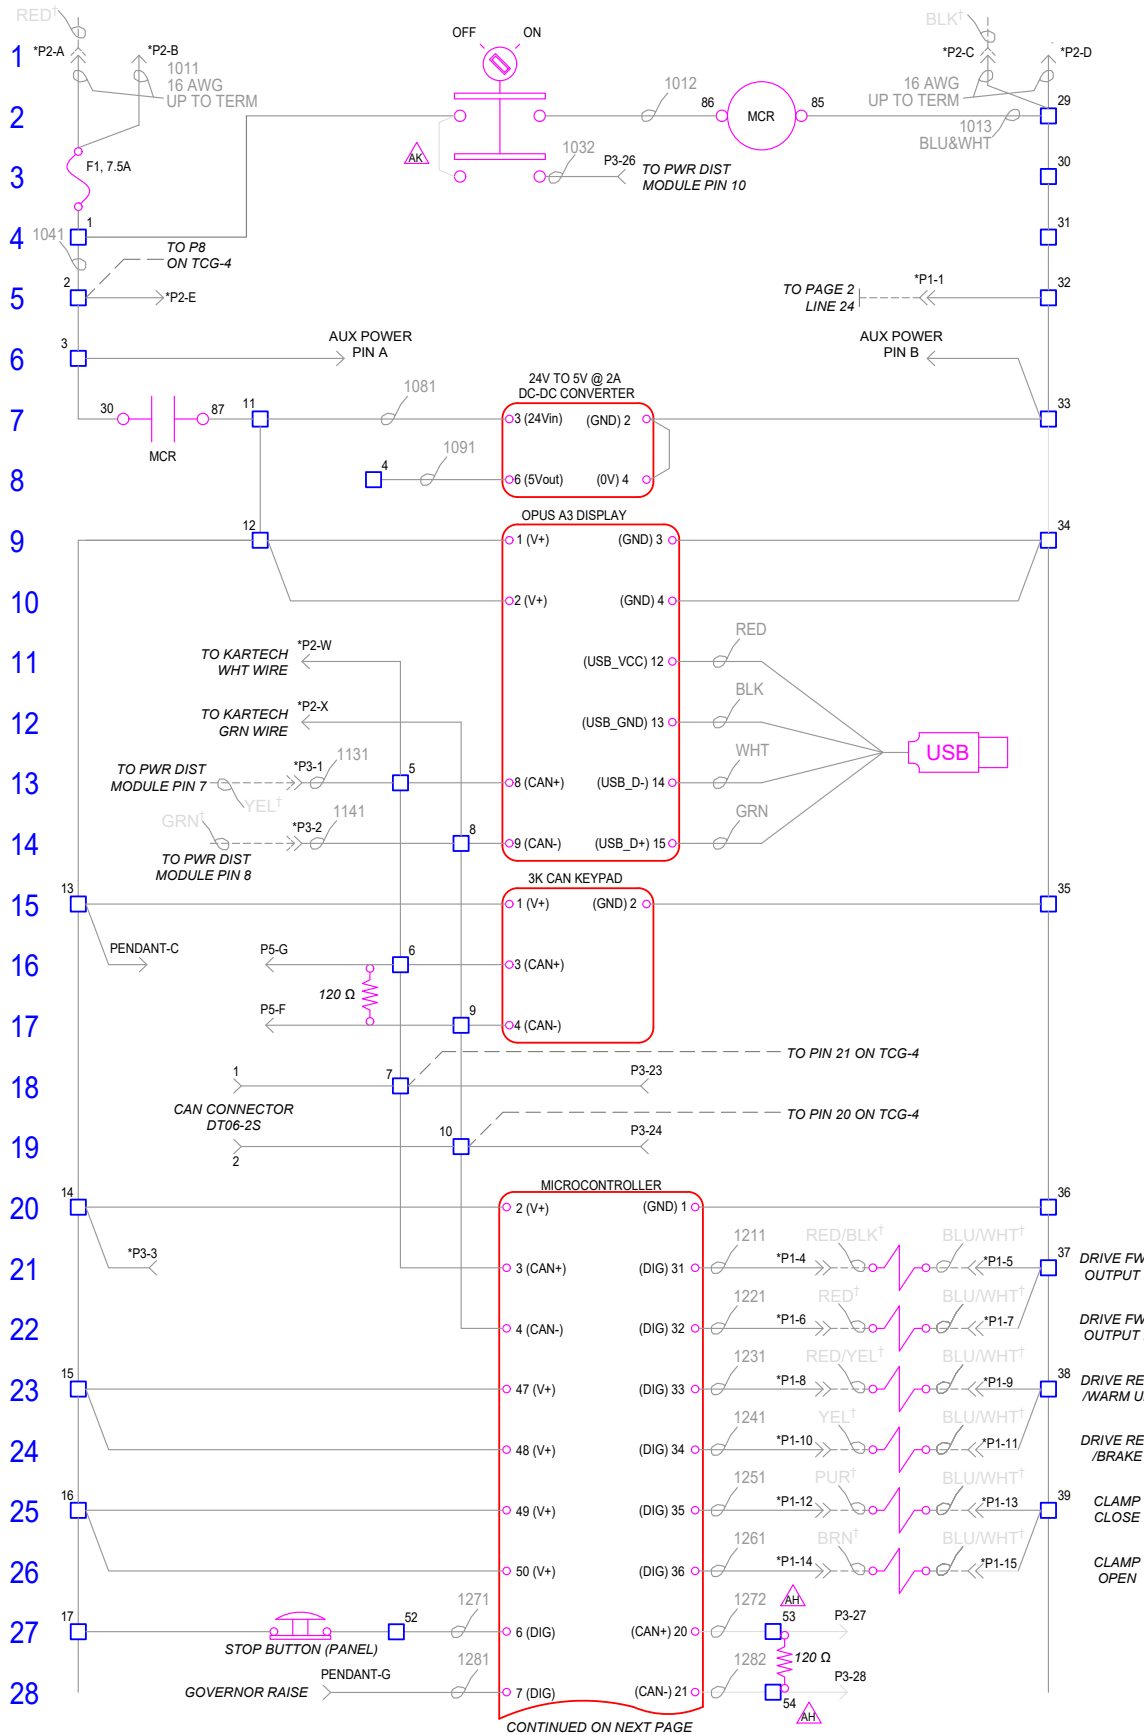 RED†
OFF ON
BLK†
1 *P2-A *P2-B *P2-C *P2-D
1011
16 AWG
UP TO TERM
16 AWG
UP TO TERM
29
2 1012 86 MCR 85
1013
BLU&WHT
AK
3 F1, 7.5A 1032 P3-26 TO PWR DIST
MODULE PIN 10
30
4 1041 1 31
TO P8
ON TCG-4
5 2 *P2-E TO PAGE 2
LINE 24
*P1-1 32
6 3 AUX POWER
PIN A
AUX POWER
PIN B
24V TO 5V @ 2A
DC-DC CONVERTER
7 30 87 MCR 11 1081 3 (24Vin) (GND) 2 33
8 4 1091 6 (5Vout) (0V) 4
OPUS A3 DISPLAY
9 12 1 (V+) (GND) 3 34
10 2 (V+) (GND) 4
11 TO KARTECH
WHT WIRE
*P2-W (USB_VCC) 12 RED
12 TO KARTECH
GRN WIRE
*P2-X (USB_GND) 13 BLK
USB
13 TO PWR DIST
MODULE PIN 7
*P3-1 1131 YEL† 5 8 (CAN+) (USB_D-) 14 WHT
14 GRN† *P3-2 1141 8 9 (CAN-) (USB_D+) 15 GRN
TO PWR DIST
MODULE PIN 8
3K CAN KEYPAD
15 13 1 (V+) (GND) 2 35
16 PENDANT-C P5-G 6 3 (CAN+)
120 Ω
17 P5-F 9 4 (CAN-)
TO PIN 21 ON TCG-4
18 1 7 P3-23
CAN CONNECTOR
DT06-2S
TO PIN 20 ON TCG-4
19 2 10 P3-24
MICROCONTROLLER
20 14 2 (V+) (GND) 1 36
21 *P3-3 3 (CAN+) (DIG) 31 1211 *P1-4 RED/BLK† BLU/WHT† *P1-5 37 DRIVE FW
OUTPUT
22 4 (CAN-) (DIG) 32 1221 *P1-6 RED† BLU/WHT† *P1-7 DRIVE FW
OUTPUT
23 15 47 (V+) (DIG) 33 1231 *P1-8 RED/YEL† BLU/WHT† *P1-9 38 DRIVE RE
/WARM U
24 48 (V+) (DIG) 34 1241 *P1-10 YEL† BLU/WHT† *P1-11 DRIVE RE
/BRAKE
25 16 49 (V+) (DIG) 35 1251 *P1-12 PUR† BLU/WHT† *P1-13 39 CLAMP
CLOSE
26 50 (V+) (DIG) 36 1261 *P1-14 BRN† BLU/WHT† *P1-15 CLAMP
OPEN
27 17 STOP BUTTON (PANEL) 52 1271 6 (DIG) (CAN+) 20 1272 AH 53 P3-27
120 Ω
28 GOVERNOR RAISE PENDANT-G 1281 7 (DIG) (CAN-) 21 1282 54 AH P3-28
CONTINUED ON NEXT PAGE